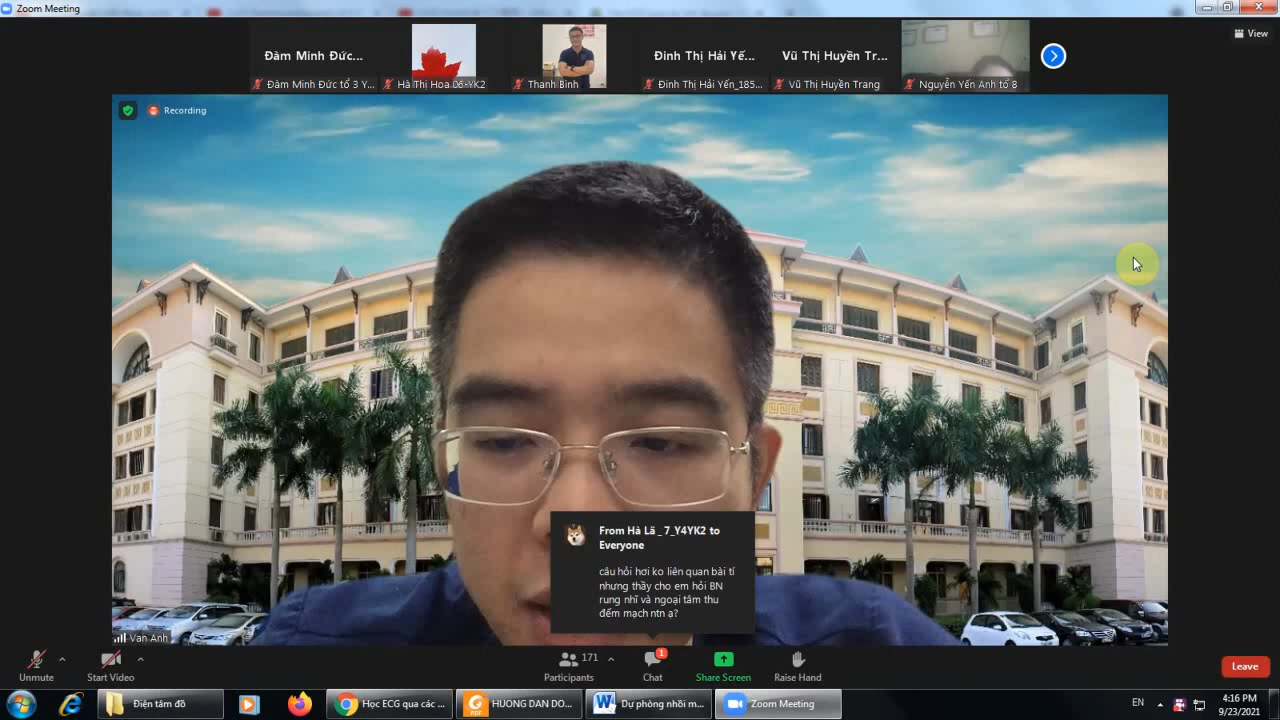 Zoom Meeting
View
Đàm Minh Đức...
Đinh Thị Hải Yế...
Vũ Thị Huyền Tr...
Đàm Minh Đức tổ 3 Y...
Hà Thị Hoa 06-YK2
Thanh Bình
Đinh Thị Hải Yến_185...
Vũ Thị Huyền Trang
Nguyễn Yến Anh tổ 8
Recording
From Hà Lã _ 7_Y4YK2 to
Everyone
câu hỏi hơi ko liên quan bài tí
nhưng thầy cho em hỏi BN
rung nhĩ và ngoại tâm thu
đếm mạch ntn ạ?
Van Anh
Unmute
Start Video
171
Participants
1
Chat
Share Screen
Raise Hand
Leave
Điện tâm đồ
Học ECG qua các ...
HUONG DAN DO...
Dự phòng nhồi m...
Zoom Meeting
EN
4:16 PM
9/23/2021